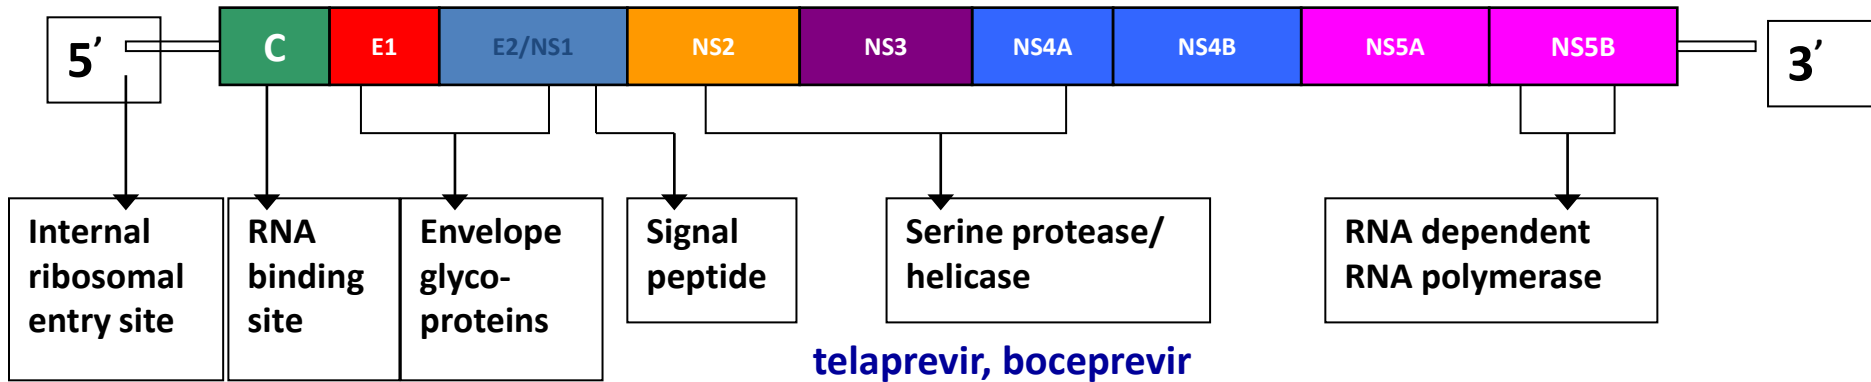 5′ C E1 E2/NS1 NS2 NS3 NS4A NS4B NS5A NS5B 3′
Internal
ribosomal
entry site
RNA
binding
site
Envelope
glyco-
proteins
Signal
peptide
Serine protease/
helicase
RNA dependent
RNA polymerase
telaprevir, boceprevir